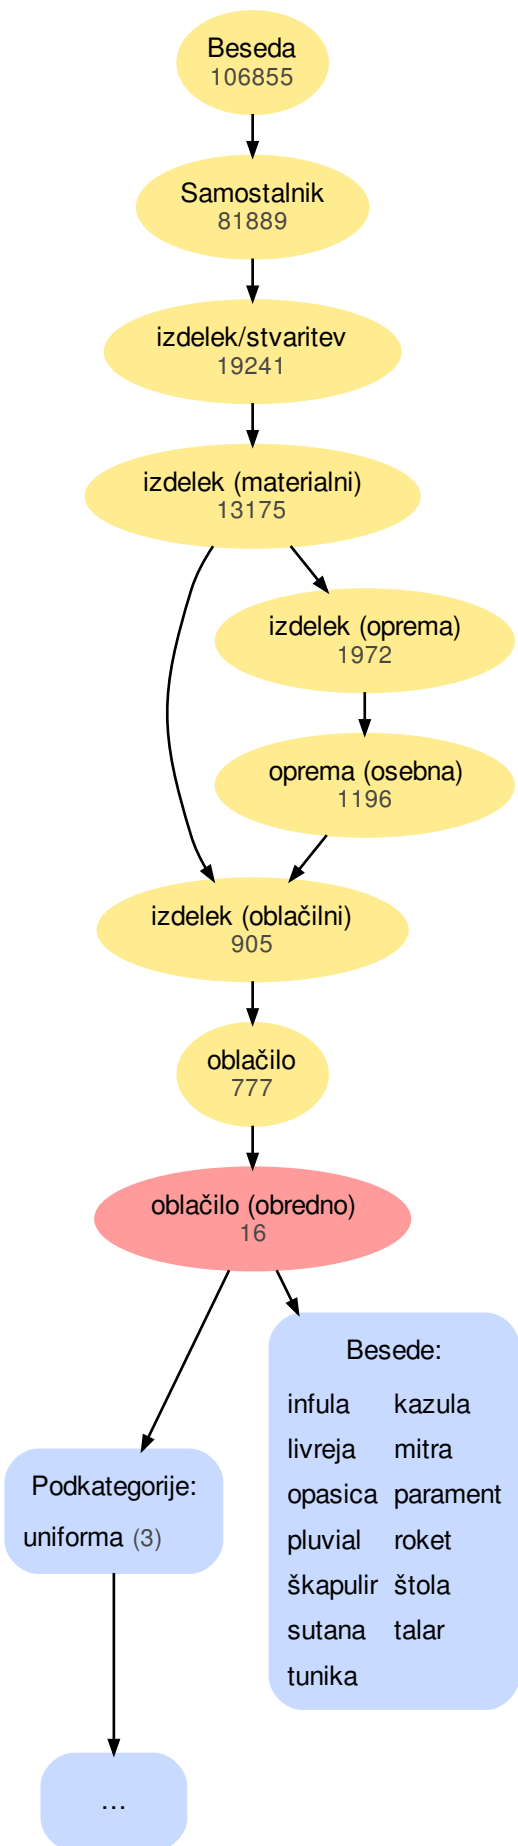 Beseda
106855
Samostalnik
81889
izdelek/stvaritev
19241
izdelek (materialni)
13175
izdelek (oprema)
1972
oprema (osebna)
1196
izdelek (oblačilni)
905
oblačilo
777
oblačilo (obredno)
16
Besede:
infula kazula
livreja mitra
opasica parament
pluvial roket
škapulir štola
sutana talar
tunika
Podkategorije:
uniforma (3)
...